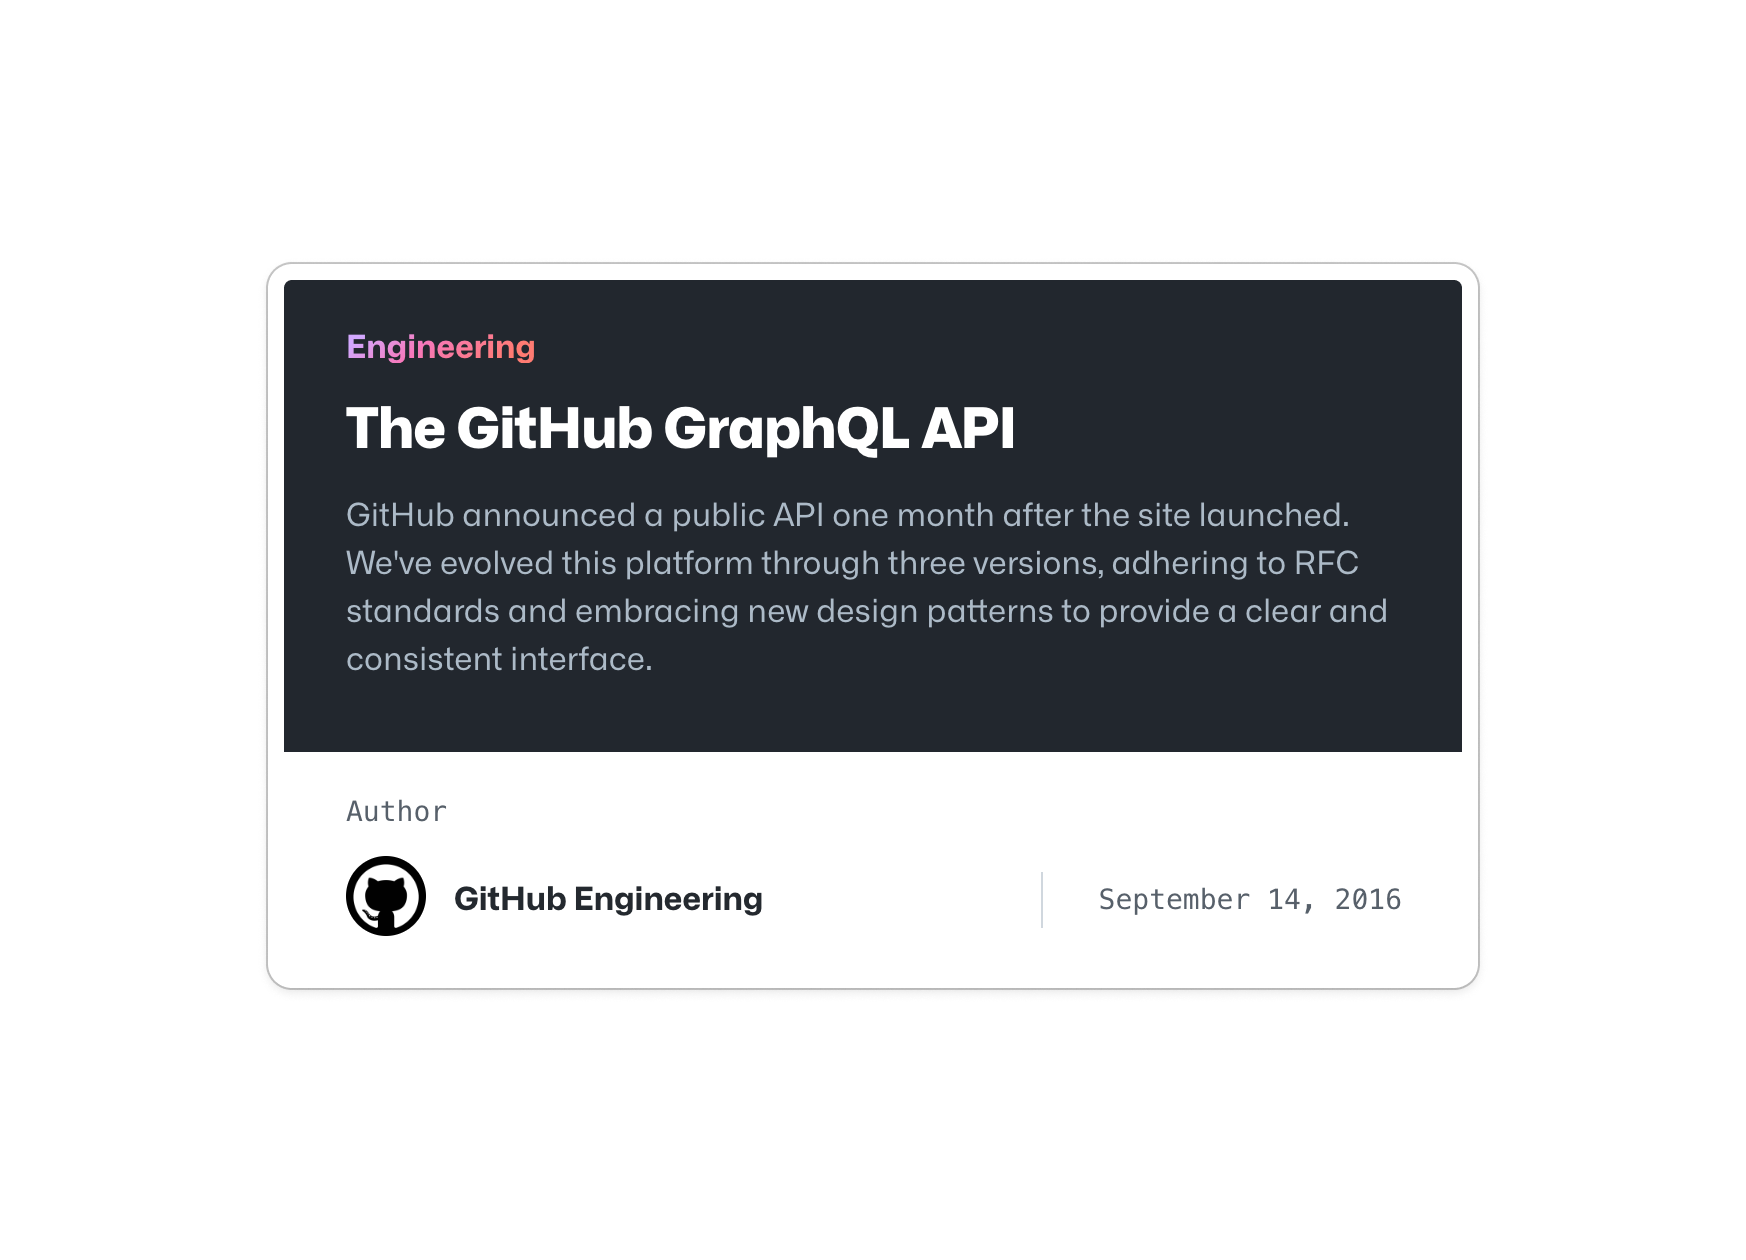 Engineering
The GitHub GraphQL API
GitHub announced a public API one month after the site launched.
We've evolved this platform through three versions, adhering to RFC
standards and embracing new design patterns to provide a clear and
consistent interface.
Author
GitHub Engineering
September 14, 2016